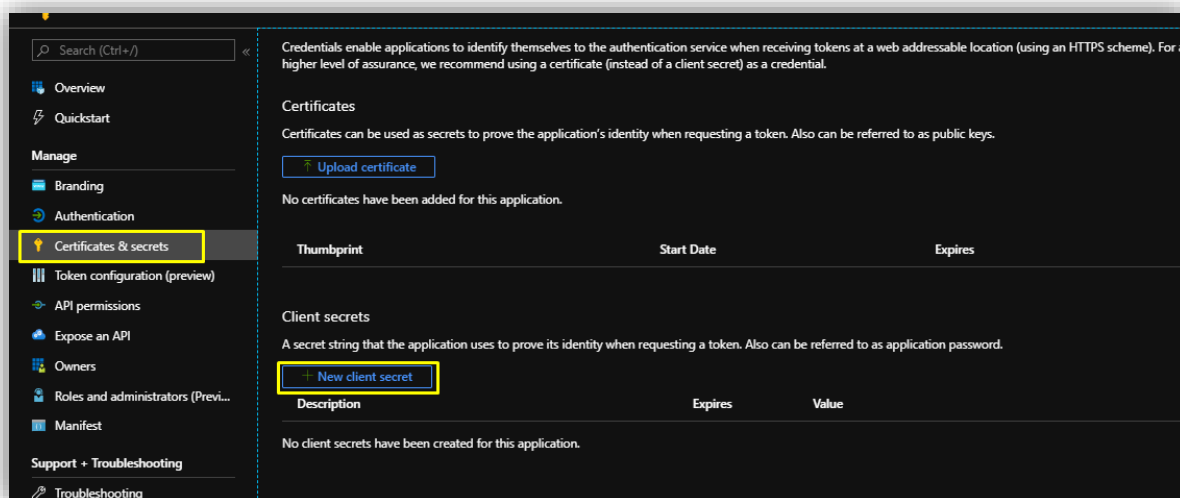 Search (Ctrl+/)
«
Overview
Quickstart
Manage
Branding
Authentication
Certificates & secrets
Token configuration (preview)
API permissions
Expose an API
Owners
Roles and administrators (Previ...
Manifest
Support + Troubleshooting
Troubleshooting
Credentials enable applications to identify themselves to the authentication service when receiving tokens at a web addressable location (using an HTTPS scheme). For
higher level of assurance, we recommend using a certificate (instead of a client secret) as a credential.
Certificates
Certificates can be used as secrets to prove the application's identity when requesting a token. Also can be referred to as public keys.
Upload certificate
No certificates have been added for this application.
Thumbprint Start Date Expires
Client secrets
A secret string that the application uses to prove its identity when requesting a token. Also can be referred to as application password.
+ New client secret
Description Expires Value
No client secrets have been created for this application.